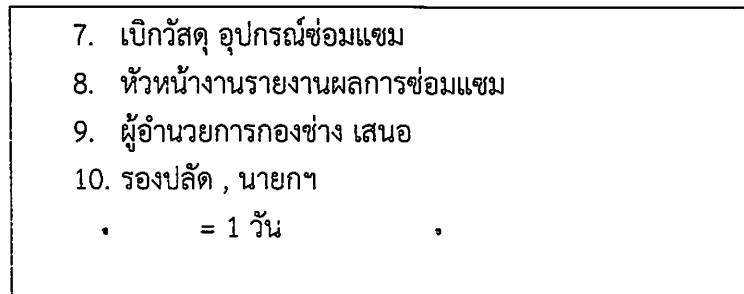 7. เบิกวัสดุ อุปกรณ์ซ่อมแซม
8. หัวหน้างานรายงานผลการซ่อมแซม
9. ผู้อำนวยการกองช่าง เสนอ
10. รองปลัด , นายกฯ
= 1 วัน